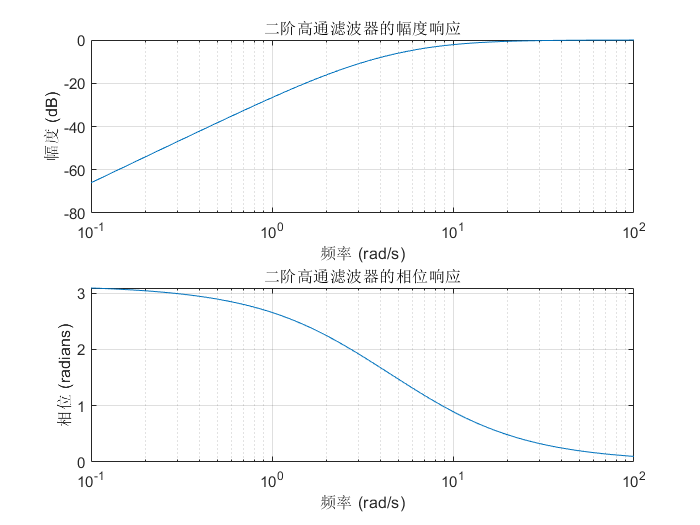 二阶高通滤波器的幅度响应
0
-20
-40
-60
-80
幅度 (dB)
10-1
100
101
102
频率 (rad/s)
二阶高通滤波器的相位响应
3
2
1
0
相位 (radians)
10-1
100
101
102
频率 (rad/s)